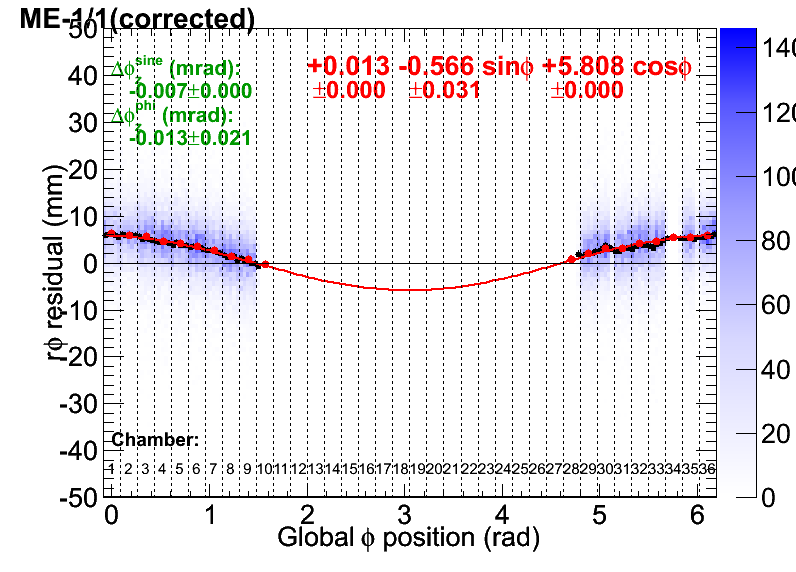 ME-1/1(corrected)
Δϕz^sine (mrad):
-0.007±0.000
Δϕz^phi (mrad):
-0.013±0.021
+0.013 -0.566 sinϕ +5.808 cosϕ
±0.000 ±0.031 ±0.000
rϕ residual (mm)
50
40
30
20
10
0
-10
-20
-30
-40
-50
Chamber:
1 2 3 4 5 6 7 8 9 10 11 12 13 14 15 16 17 18 19 20 21 22 23 24 25 26 27 28 29 30 31 32 33 34 35 36
0 1 2 3 4 5 6
Global ϕ position (rad)
140
120
100
80
60
40
20
0